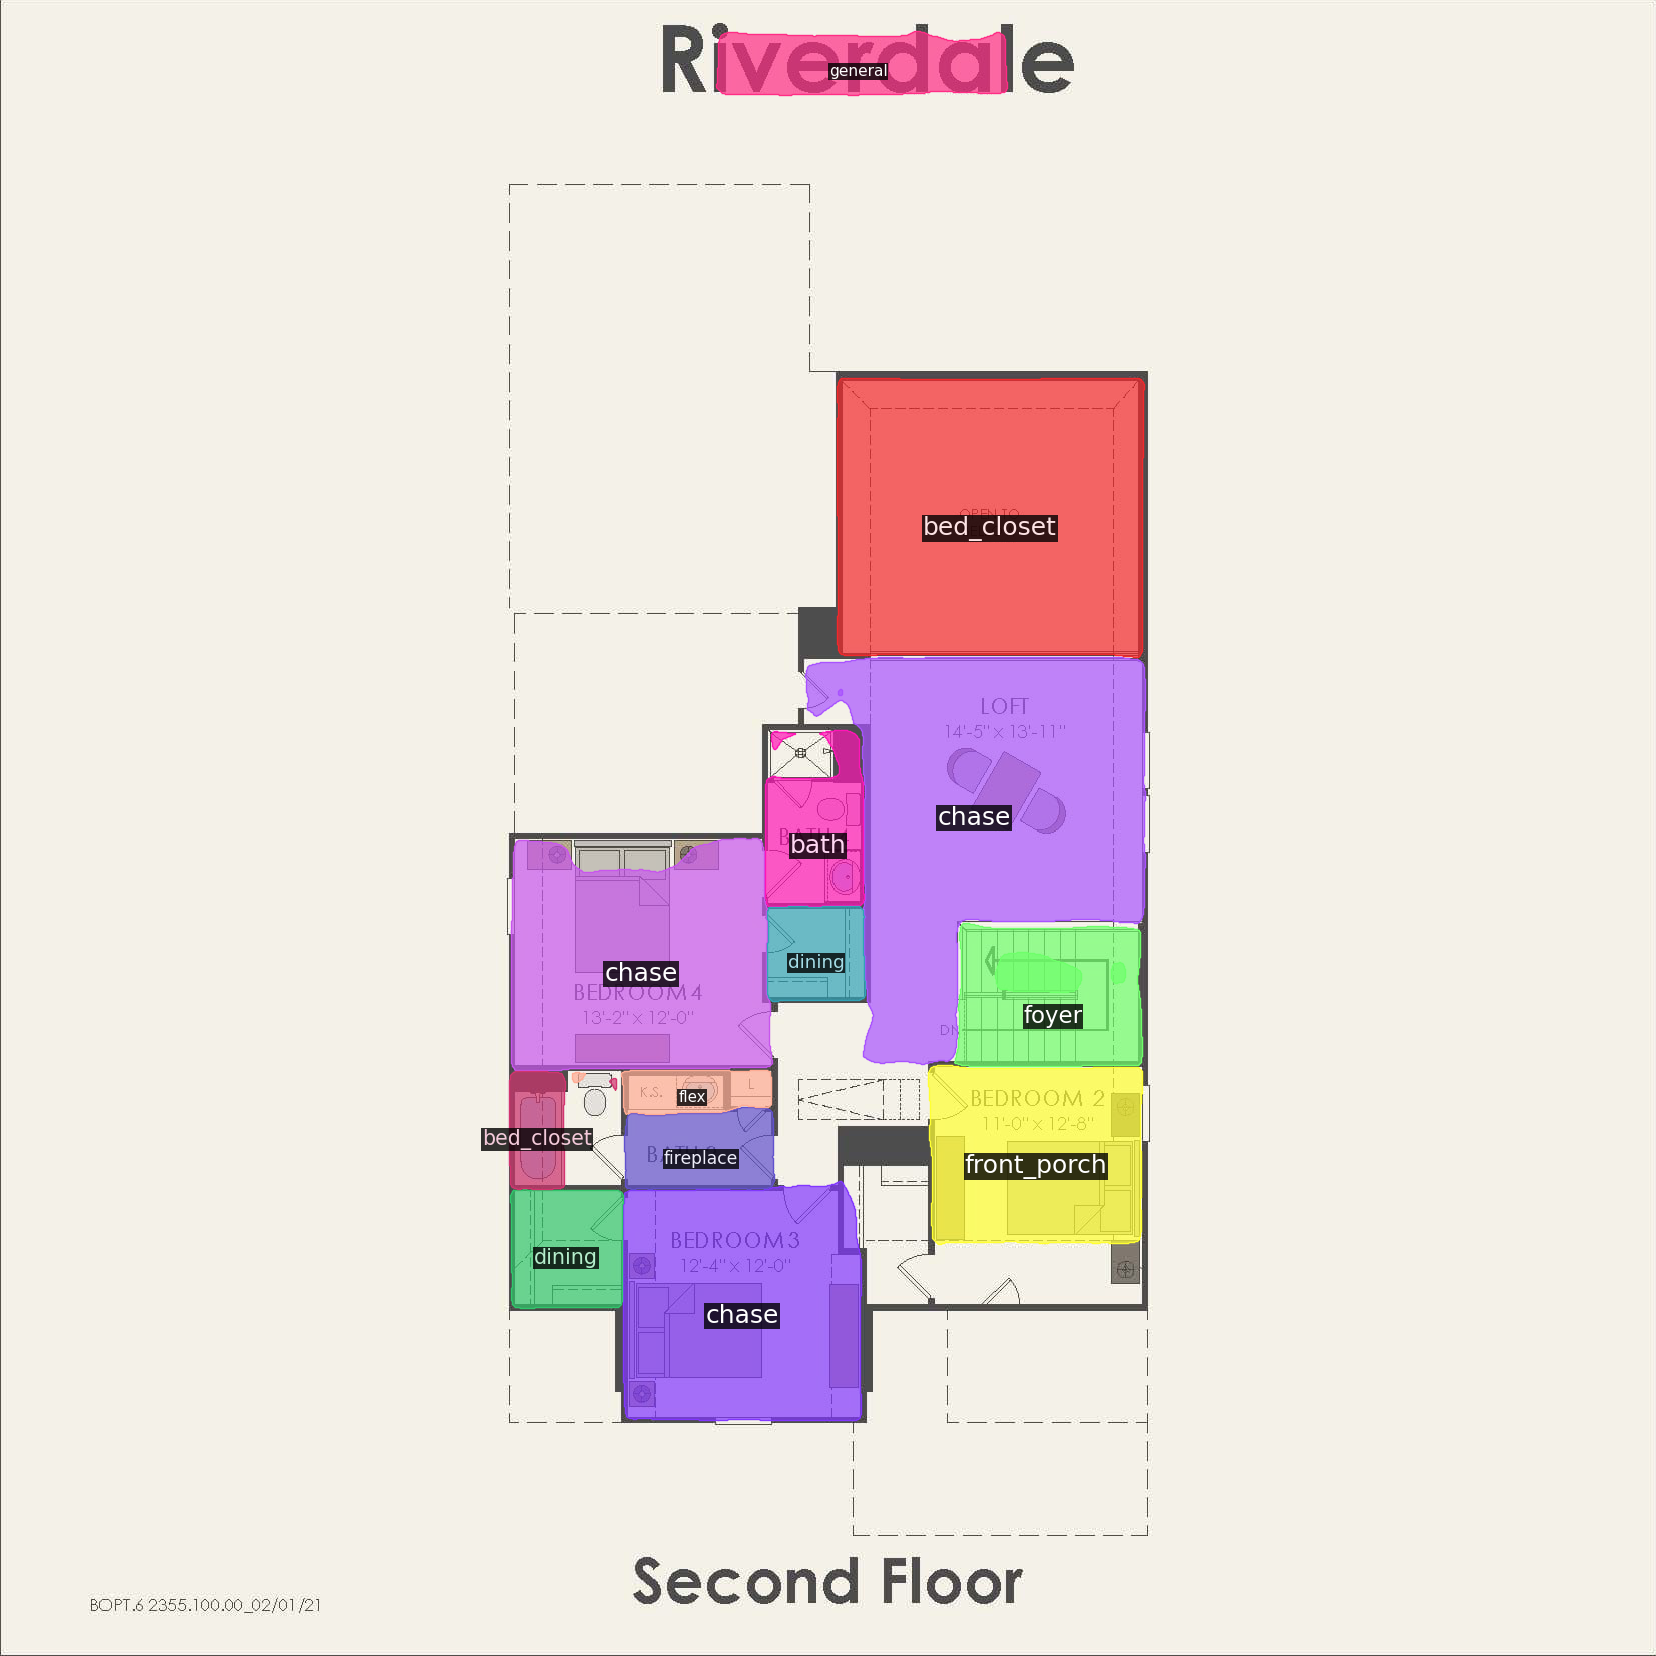 Riverdale
general
OPEN TO
bed_closet
LOFT
14'-5" x 13'-11"
chase
bath
dining
chase
BEDROOM 4
13'-2" x 12'-0"
foyer
DN
K.S.
flex
L
bed_closet
fireplace
BEDROOM 2
11'-0" x 12'-8"
front_porch
dining
BEDROOM 3
12'-4" x 12'-0"
chase
Second Floor
BOPT.6 2355.100.00_02/01/21